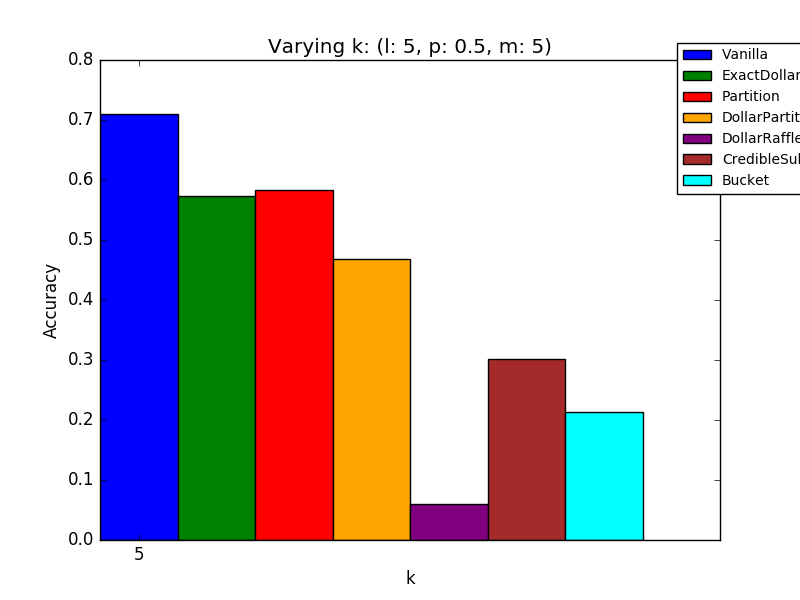 Varying k: (l: 5, p: 0.5, m: 5)
Vanilla
ExactDollar
Partition
DollarPartit
DollarRaffle
CredibleSul
Bucket
0.8
0.7
0.6
0.5
0.4
0.3
0.2
0.1
0.0
Accuracy
5
k